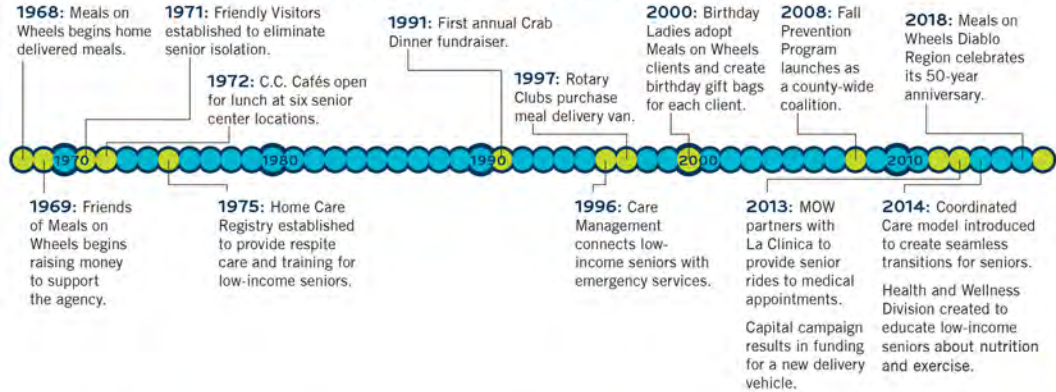 1968: Meals on
Wheels begins home
delivered meals.
1971: Friendly Visitors
established to eliminate
senior isolation.
1972: C.C. Cafés open
for lunch at six senior
center locations.
1991: First annual Crab
Dinner fundraiser.
1997: Rotary
Clubs purchase
meal delivery van.
2000: Birthday
Ladies adopt
Meals on Wheels
clients and create
birthday gift bags
for each client.
2008: Fall
Prevention
Program
launches as
a county-wide
coalition.
2018: Meals on
Wheels Diablo
Region celebrates
its 50-year
anniversary.
1970
1980
1990
2000
2010
1969: Friends
of Meals on
Wheels begins
raising money
to support
the agency.
1975: Home Care
Registry established
to provide respite
care and training for
low-income seniors.
1996: Care
Management
connects low-
income seniors with
emergency services.
2013: MOW
partners with
La Clinica to
provide senior
rides to medical
appointments.
Capital campaign
results in funding
for a new delivery
vehicle.
2014: Coordinated
Care model introduced
to create seamless
transitions for seniors.
Health and Wellness
Division created to
educate low-income
seniors about nutrition
and exercise.